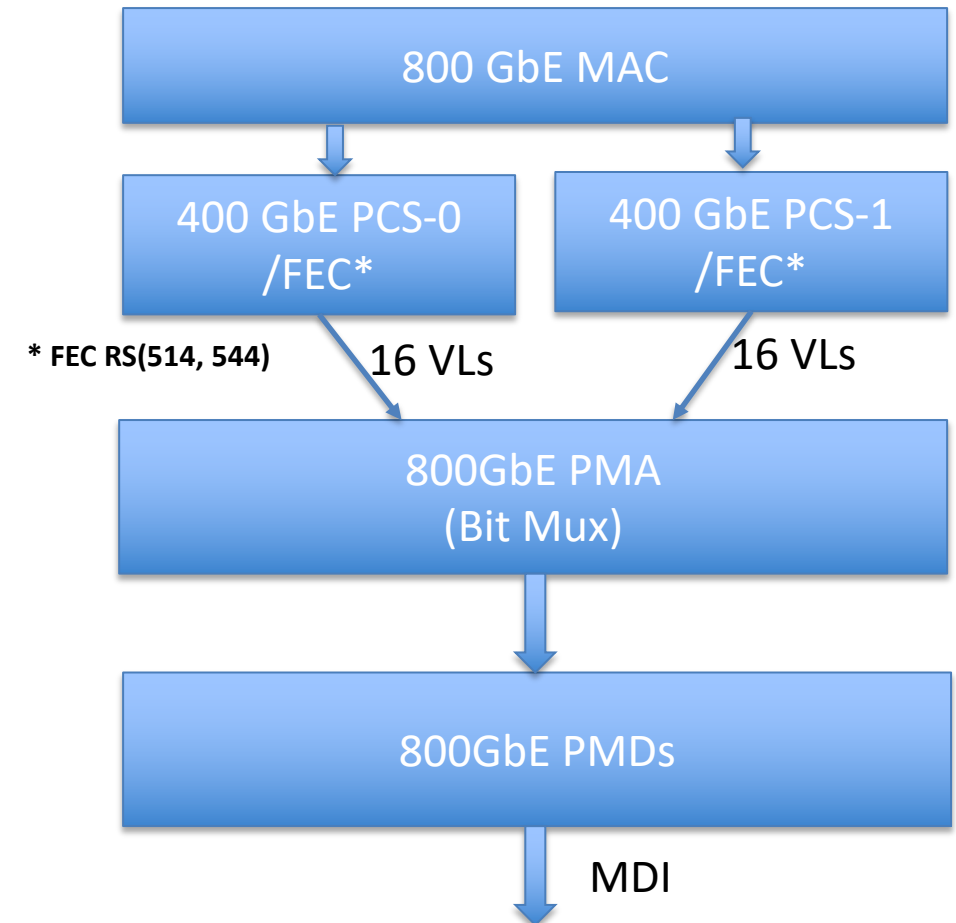 800 GbE MAC
400 GbE PCS-0
/FEC*
400 GbE PCS-1
/FEC*
* FEC RS(514, 544)
16 VLs
16 VLs
800GbE PMA
(Bit Mux)
800GbE PMDs
MDI